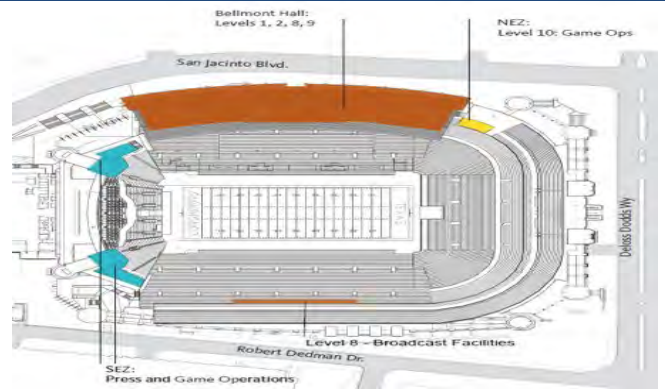 Bellmont Hall:
Levels 1, 2, 8, 9
NEZ:
Level 10: Game Ops
San Jacinto Blvd.
Deloss Dodds Wy
TEXAS
Level 8 - Broadcast Facilities
Robert Dedman Dr.
SEZ:
Press and Game Operations